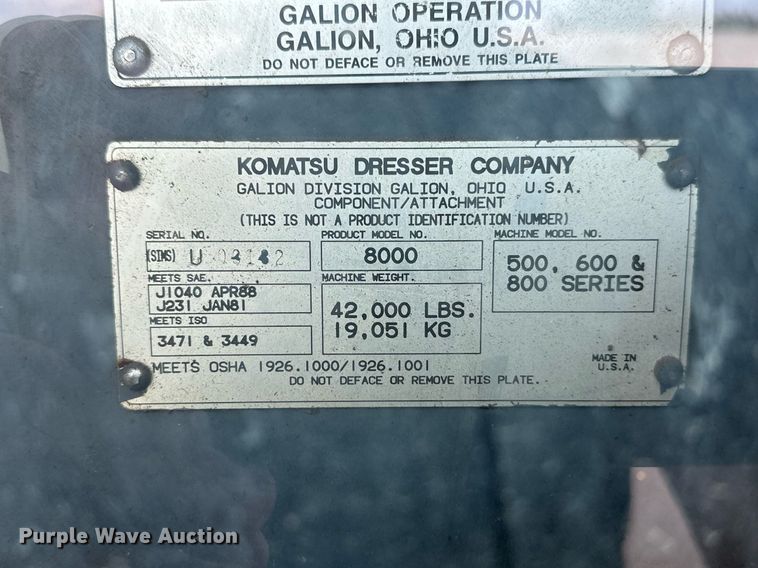 GALION OPERATION
GALION, OHIO U.S.A.
DO NOT DEFACE OR REMOVE THIS PLATE
KOMATSU DRESSER COMPANY
GALION DIVISION GALION, OHIO U.S.A.
COMPONENT/ATTACHMENT
(THIS IS NOT A PRODUCT IDENTIFICATION NUMBER)
SERIAL NO.
(SIMS) U
PRODUCT MODEL NO.
8000
MACHINE MODEL NO.
500, 600 &
800 SERIES
MEETS SAE.
J1040 APR88
J231 JAN81
MACHINE WEIGHT.
42,000 LBS.
19,051 KG
MEETS ISO
3471 & 3449
MEETS OSHA 1926.1000/1926.1001
MADE IN
U.S.A.
DO NOT DEFACE OR REMOVE THIS PLATE.
Purple Wave Auction